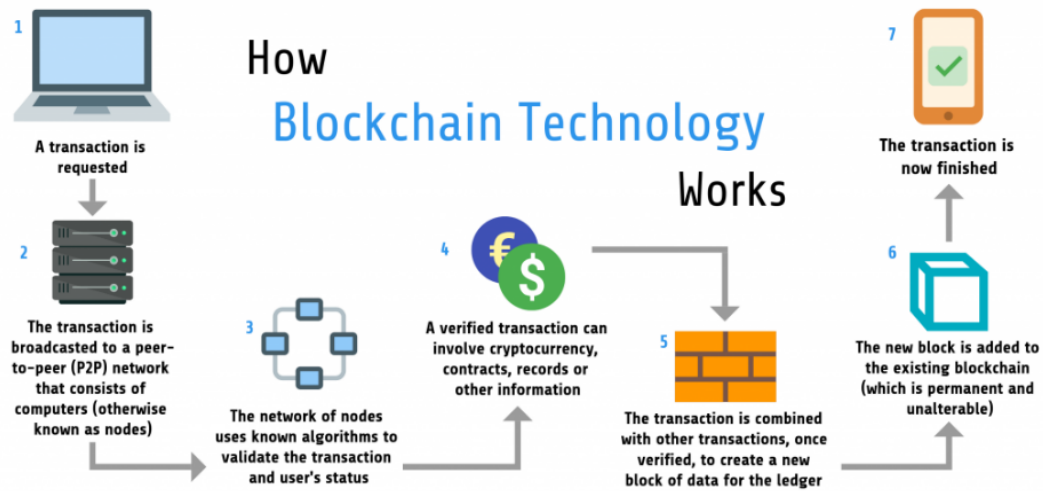 How
Blockchain Technology
Works
1
A transaction is
requested
2
The transaction is
broadcasted to a peer-
to-peer (P2P) network
that consists of
computers (otherwise
known as nodes)
3
The network of nodes
uses known algorithms to
validate the transaction
and user's status
4
€
$
A verified transaction can
involve cryptocurrency,
contracts, records or
other information
5
The transaction is combined
with other transactions, once
verified, to create a new
block of data for the ledger
6
The new block is added to
the existing blockchain
(which is permanent and
unalterable)
7
The transaction is
now finished